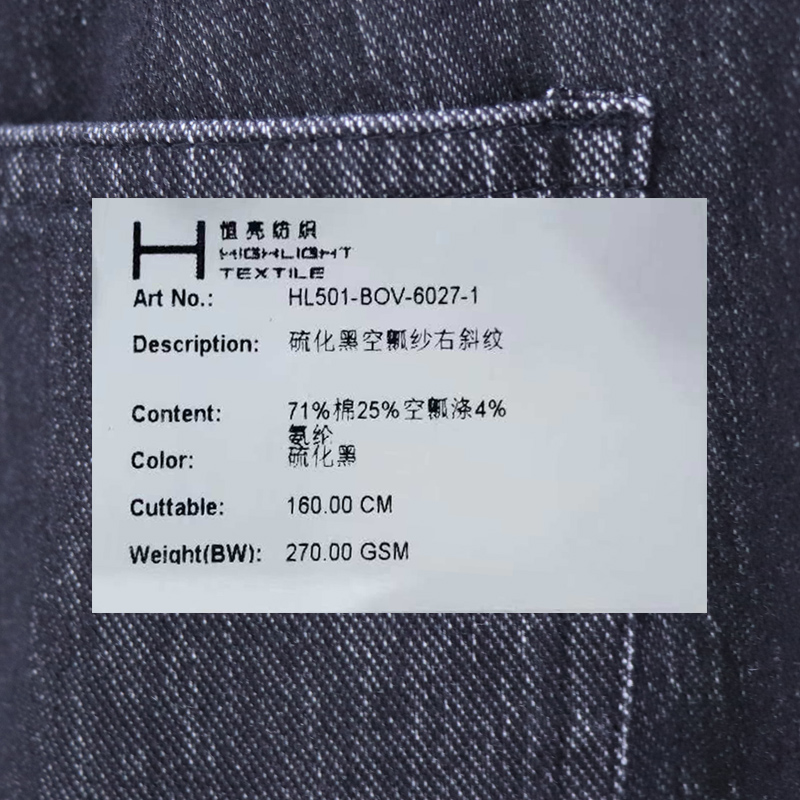 恒亮纺织
HIGHLIGHT
TEXTILE
Art No.: HL501-BOV-6027-1
Description: 硫化黑空氣纱右斜纹
Content: 71%棉25%空氣涤4%
氨纶
Color: 硫化黑
Cuttable: 160.00 CM
Weight(BW): 270.00 GSM